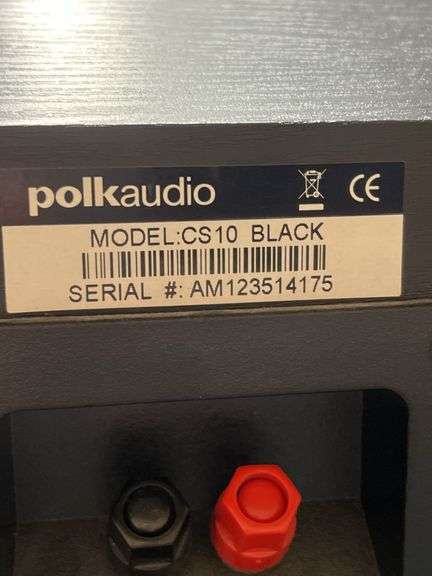 polkaudio CE
MODEL:CS10 BLACK
SERIAL #: AM123514175